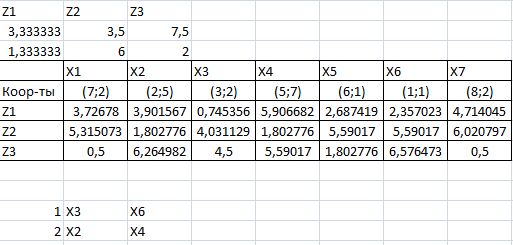 Z1 Z2 Z3
3,333333 3,5 7,5
1,333333 6 2
X1 X2 X3 X4 X5 X6 X7
Коор-ты (7;2) (2;5) (3;2) (5;7) (6;1) (1;1) (8;2)
Z1 3,72678 3,901567 0,745356 5,906682 2,687419 2,357023 4,714045
Z2 5,315073 1,802776 4,031129 1,802776 5,59017 5,59017 6,020797
Z3 0,5 6,264982 4,5 5,59017 1,802776 6,576473 0,5
1 X3 X6
2 X2 X4